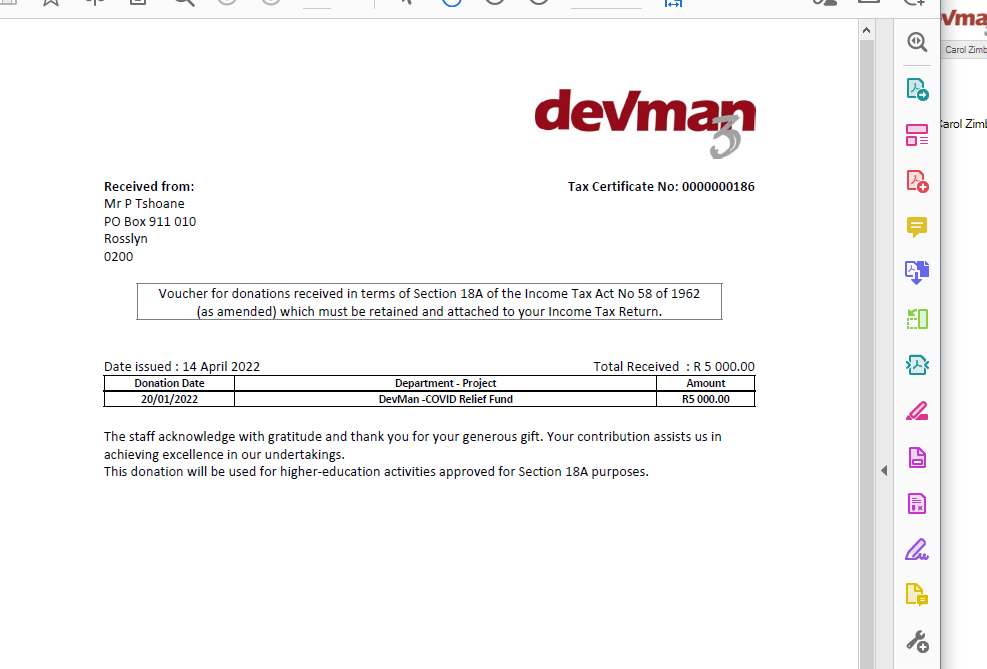 devman
3
Received from:
Tax Certificate No: 0000000186
Mr P Tshoane
PO Box 911 010
Rosslyn
0200
Voucher for donations received in terms of Section 18A of the Income Tax Act No 58 of 1962
(as amended) which must be retained and attached to your Income Tax Return.
Date issued : 14 April 2022
Total Received : R 5 000.00
Donation Date Department - Project Amount
20/01/2022 DevMan -COVID Relief Fund R5 000.00
The staff acknowledge with gratitude and thank you for your generous gift. Your contribution assists us in
achieving excellence in our undertakings.
This donation will be used for higher-education activities approved for Section 18A purposes.
Carol Zimb
Carol Zimb